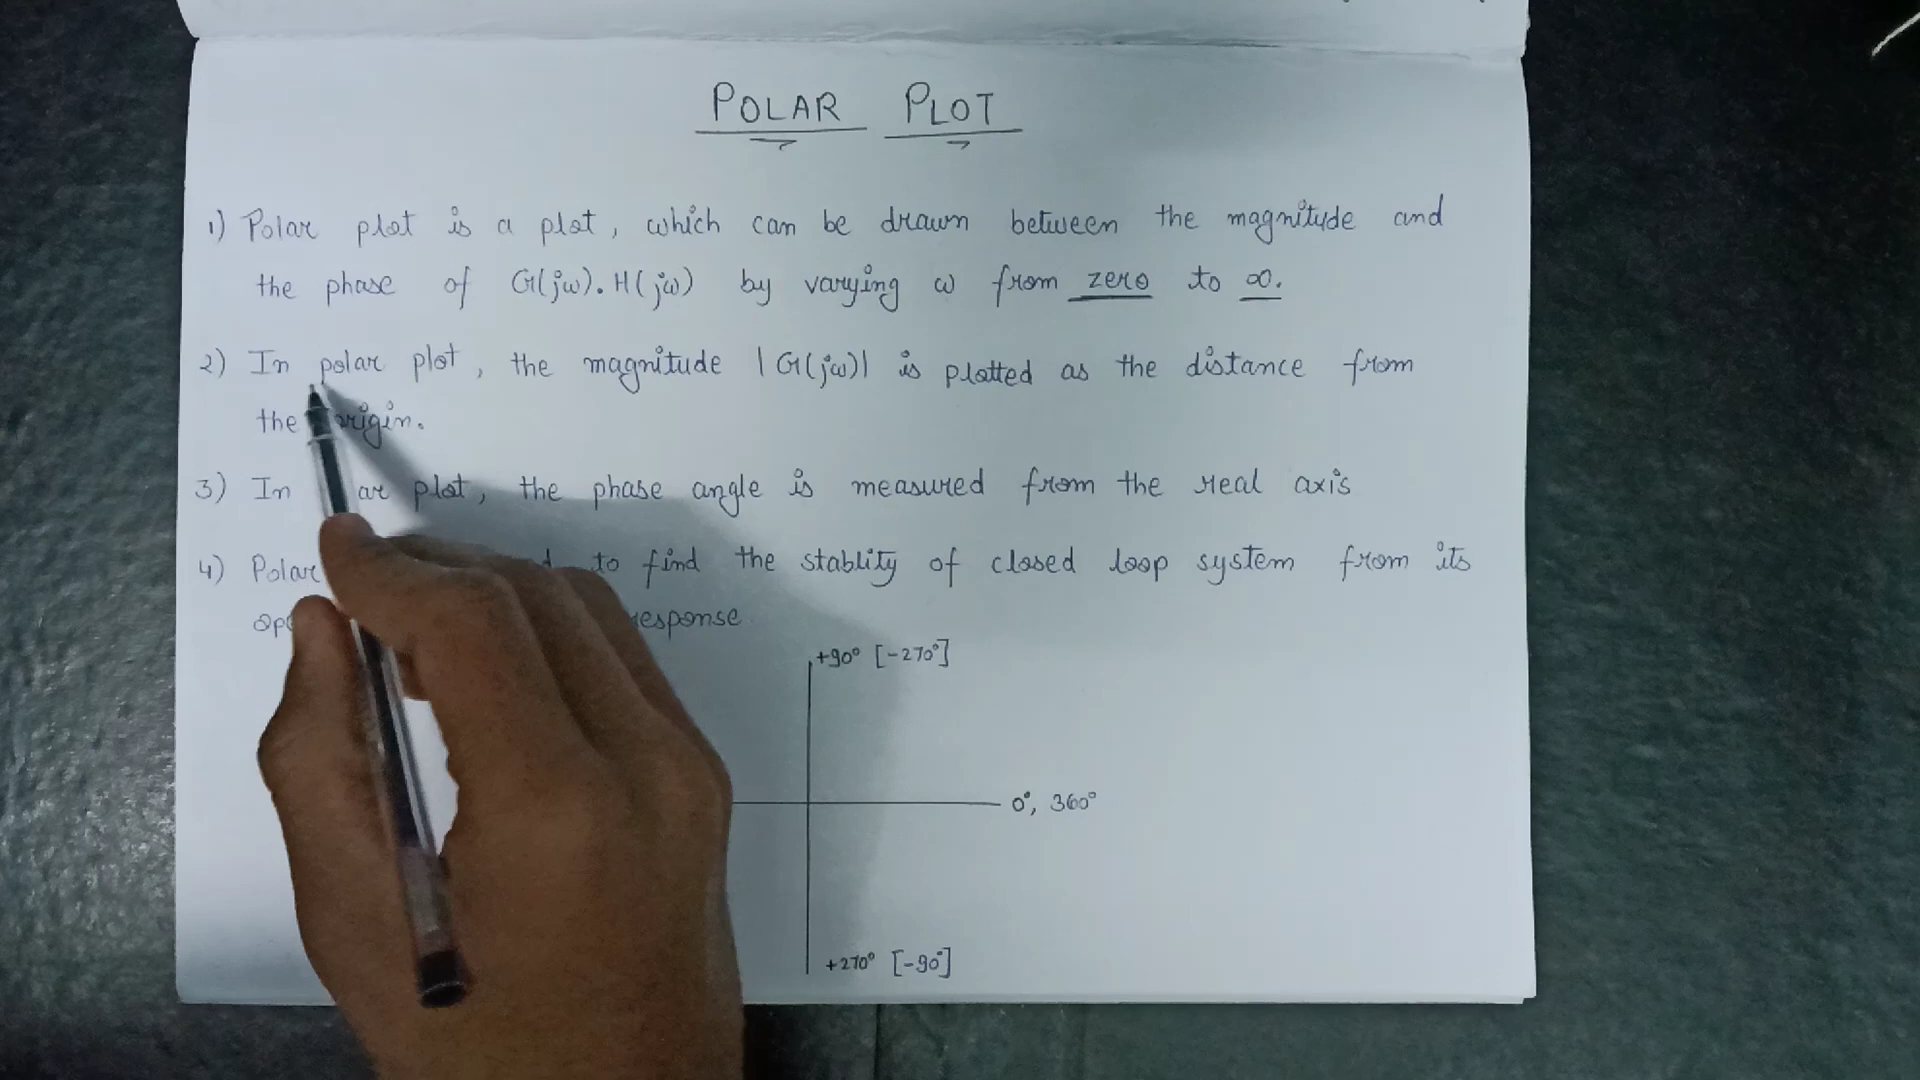 POLAR PLOT
1) Polar plot is a plot, which can be drawn between the magnitude and
the phase of G(jω).H(jω) by varying ω from zero to ∞.
2) In polar plot, the magnitude |G(jω)| is plotted as the distance from
the origin.
3) In plot, the phase angle is measured from the real axis
4) Polar to find the stablity of closed loop system from its
response
+90° [-270°]
0°, 360°
+270° [-90°]